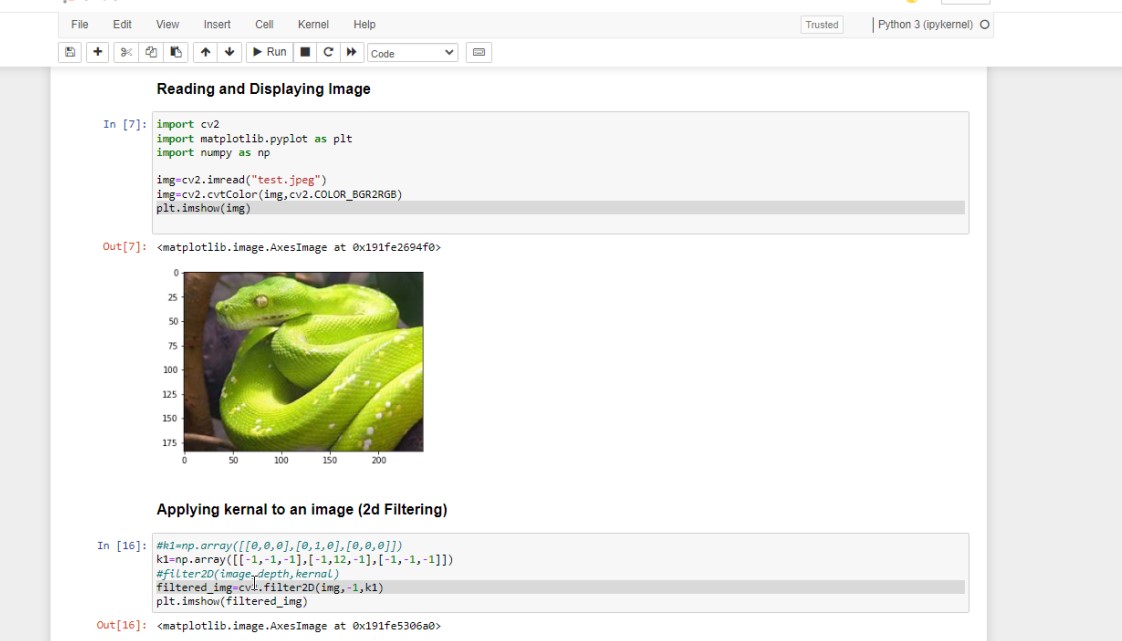 File Edit View Insert Cell Kernel Help Trusted Python 3 (ipykernel)
Run Code
Reading and Displaying Image
In [7]: import cv2
import matplotlib.pyplot as plt
import numpy as np
img=cv2.imread("test.jpeg")
img=cv2.cvtColor(img,cv2.COLOR_BGR2RGB)
plt.imshow(img)
Out[7]: <matplotlib.image.AxesImage at 0x191fe2694f0>
0
25
50
75
100
125
150
175
0 50 100 150 200
Applying kernel to an image (2d Filtering)
In [16]: #k1=np.array([[0,0,0],[0,1,0],[0,0,0]])
k1=np.array([[-1,-1,-1],[-1,12,-1],[-1,-1,-1]])
#filter2D(image_depth,kernal)
filtered_img=cv2.filter2D(img,-1,k1)
plt.imshow(filtered_img)
Out[16]: <matplotlib.image.AxesImage at 0x191fe5306a0>